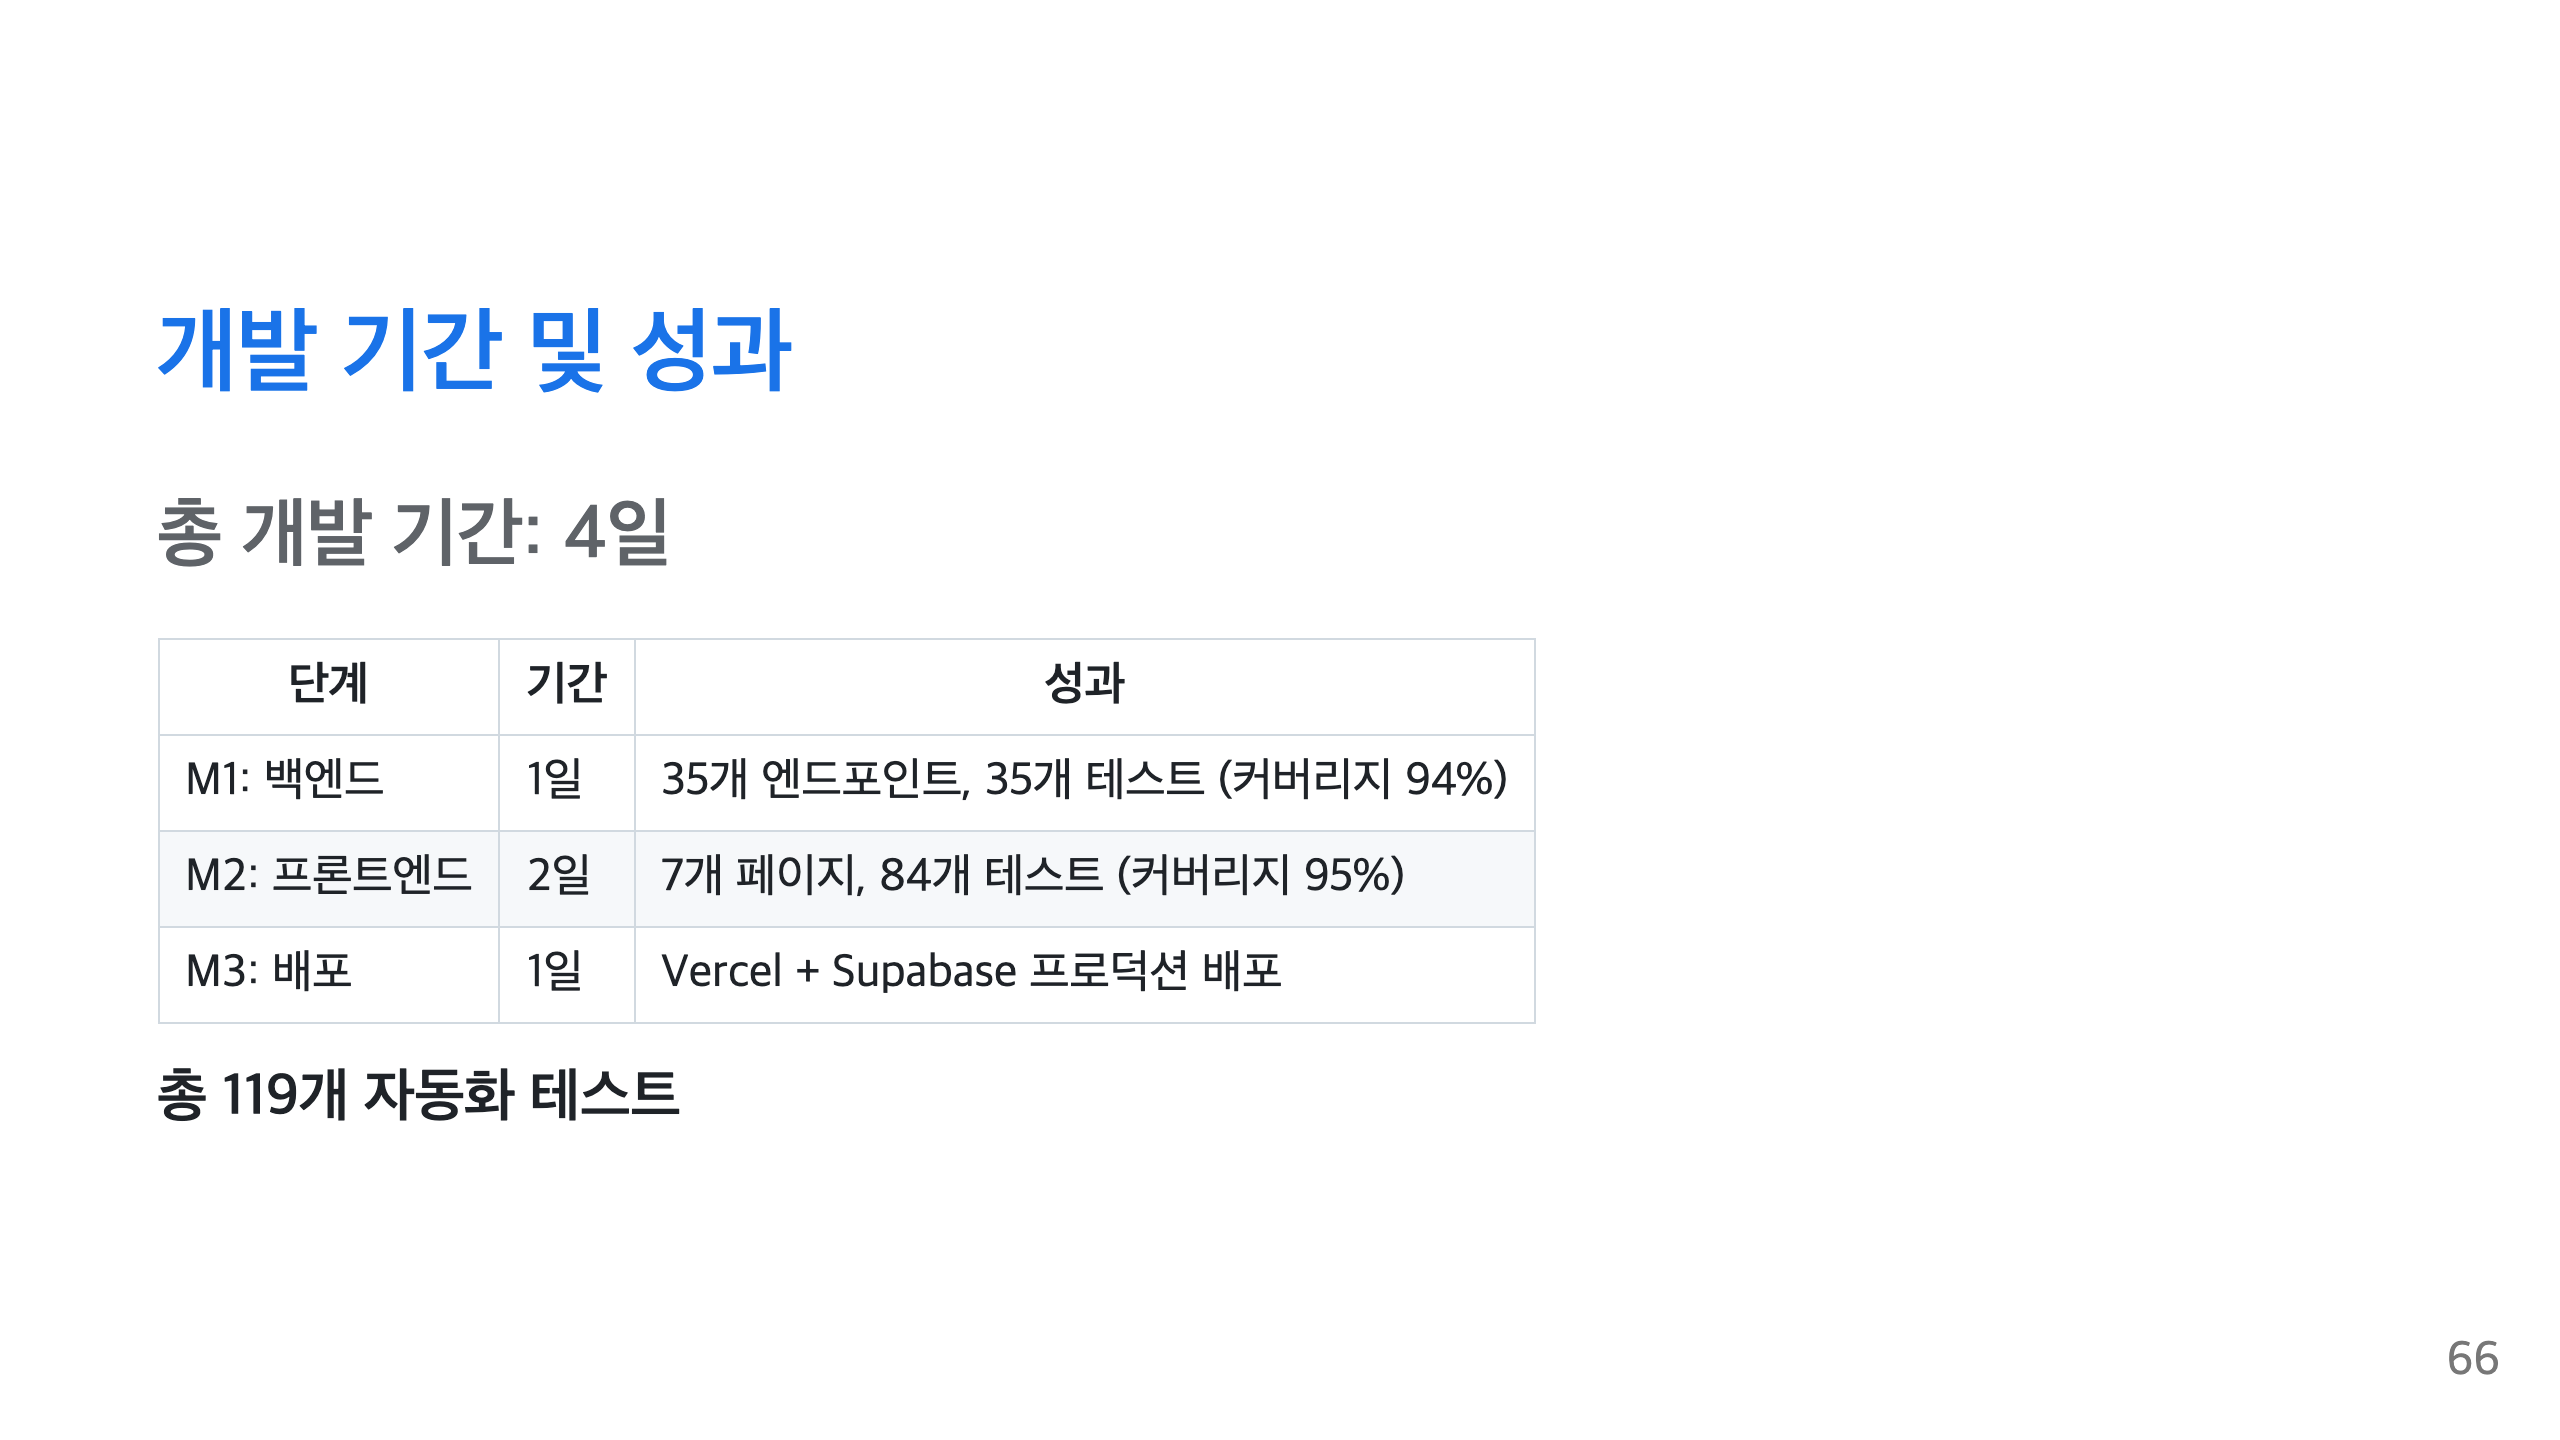 개발 기간 및 성과
총 개발 기간: 4일
단계 기간 성과
M1: 백엔드 1일 35개 엔드포인트, 35개 테스트 (커버리지 94%)
M2: 프론트엔드 2일 7개 페이지, 84개 테스트 (커버리지 95%)
M3: 배포 1일 Vercel + Supabase 프로덕션 배포
총 119개 자동화 테스트
66